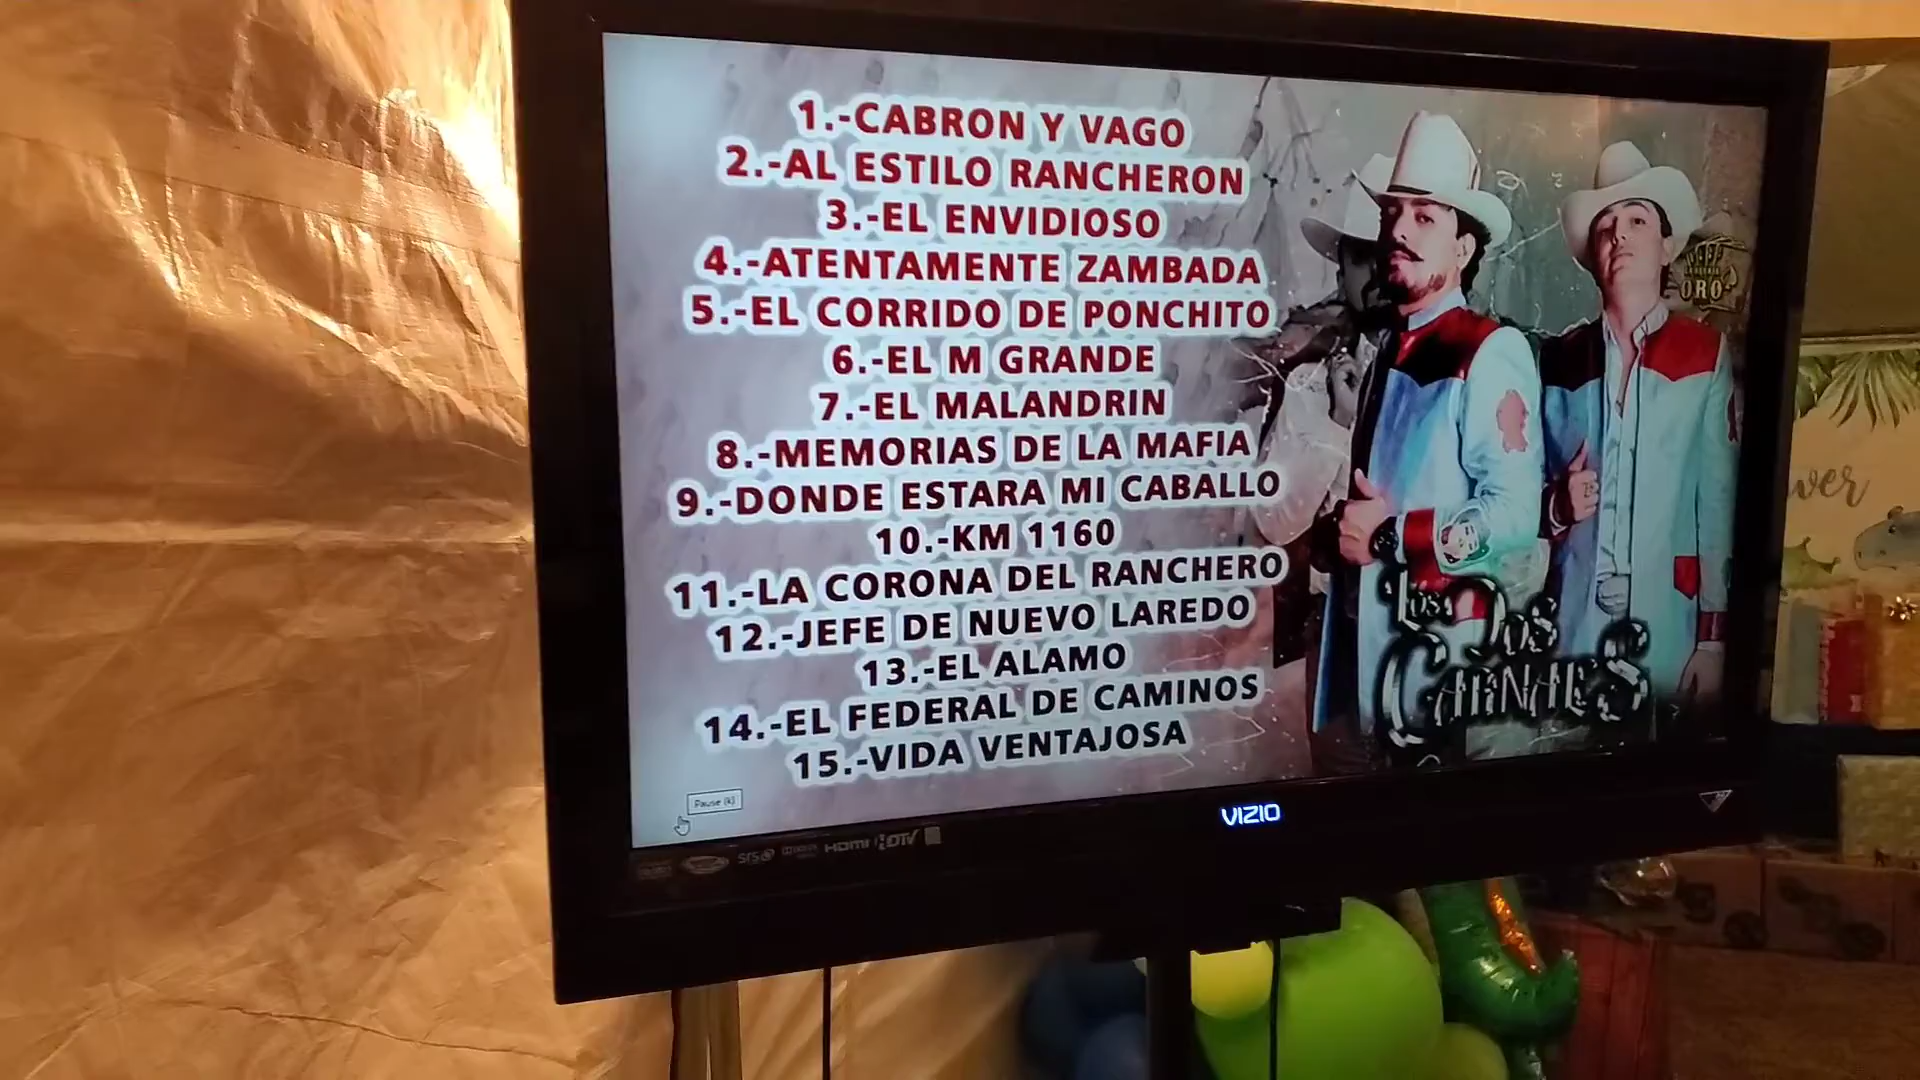 1.-CABRON Y VAGO
2.-AL ESTILO RANCHERON
3.-EL ENVIDIOSO
4.-ATENTAMENTE ZAMBADA
5.-EL CORRIDO DE PONCHITO
6.-EL M GRANDE
7.-EL MALANDRIN
8.-MEMORIAS DE LA MAFIA
9.-DONDE ESTARA MI CABALLO
10.-KM 1160
11.-LA CORONA DEL RANCHERO
12.-JEFE DE NUEVO LAREDO
13.-EL ALAMO
14.-EL FEDERAL DE CAMINOS
15.-VIDA VENTAJOSA
ORO
LOS DOS
CARNALES
Pause (k)
VIZIO
SRS
HDMI
HDTV